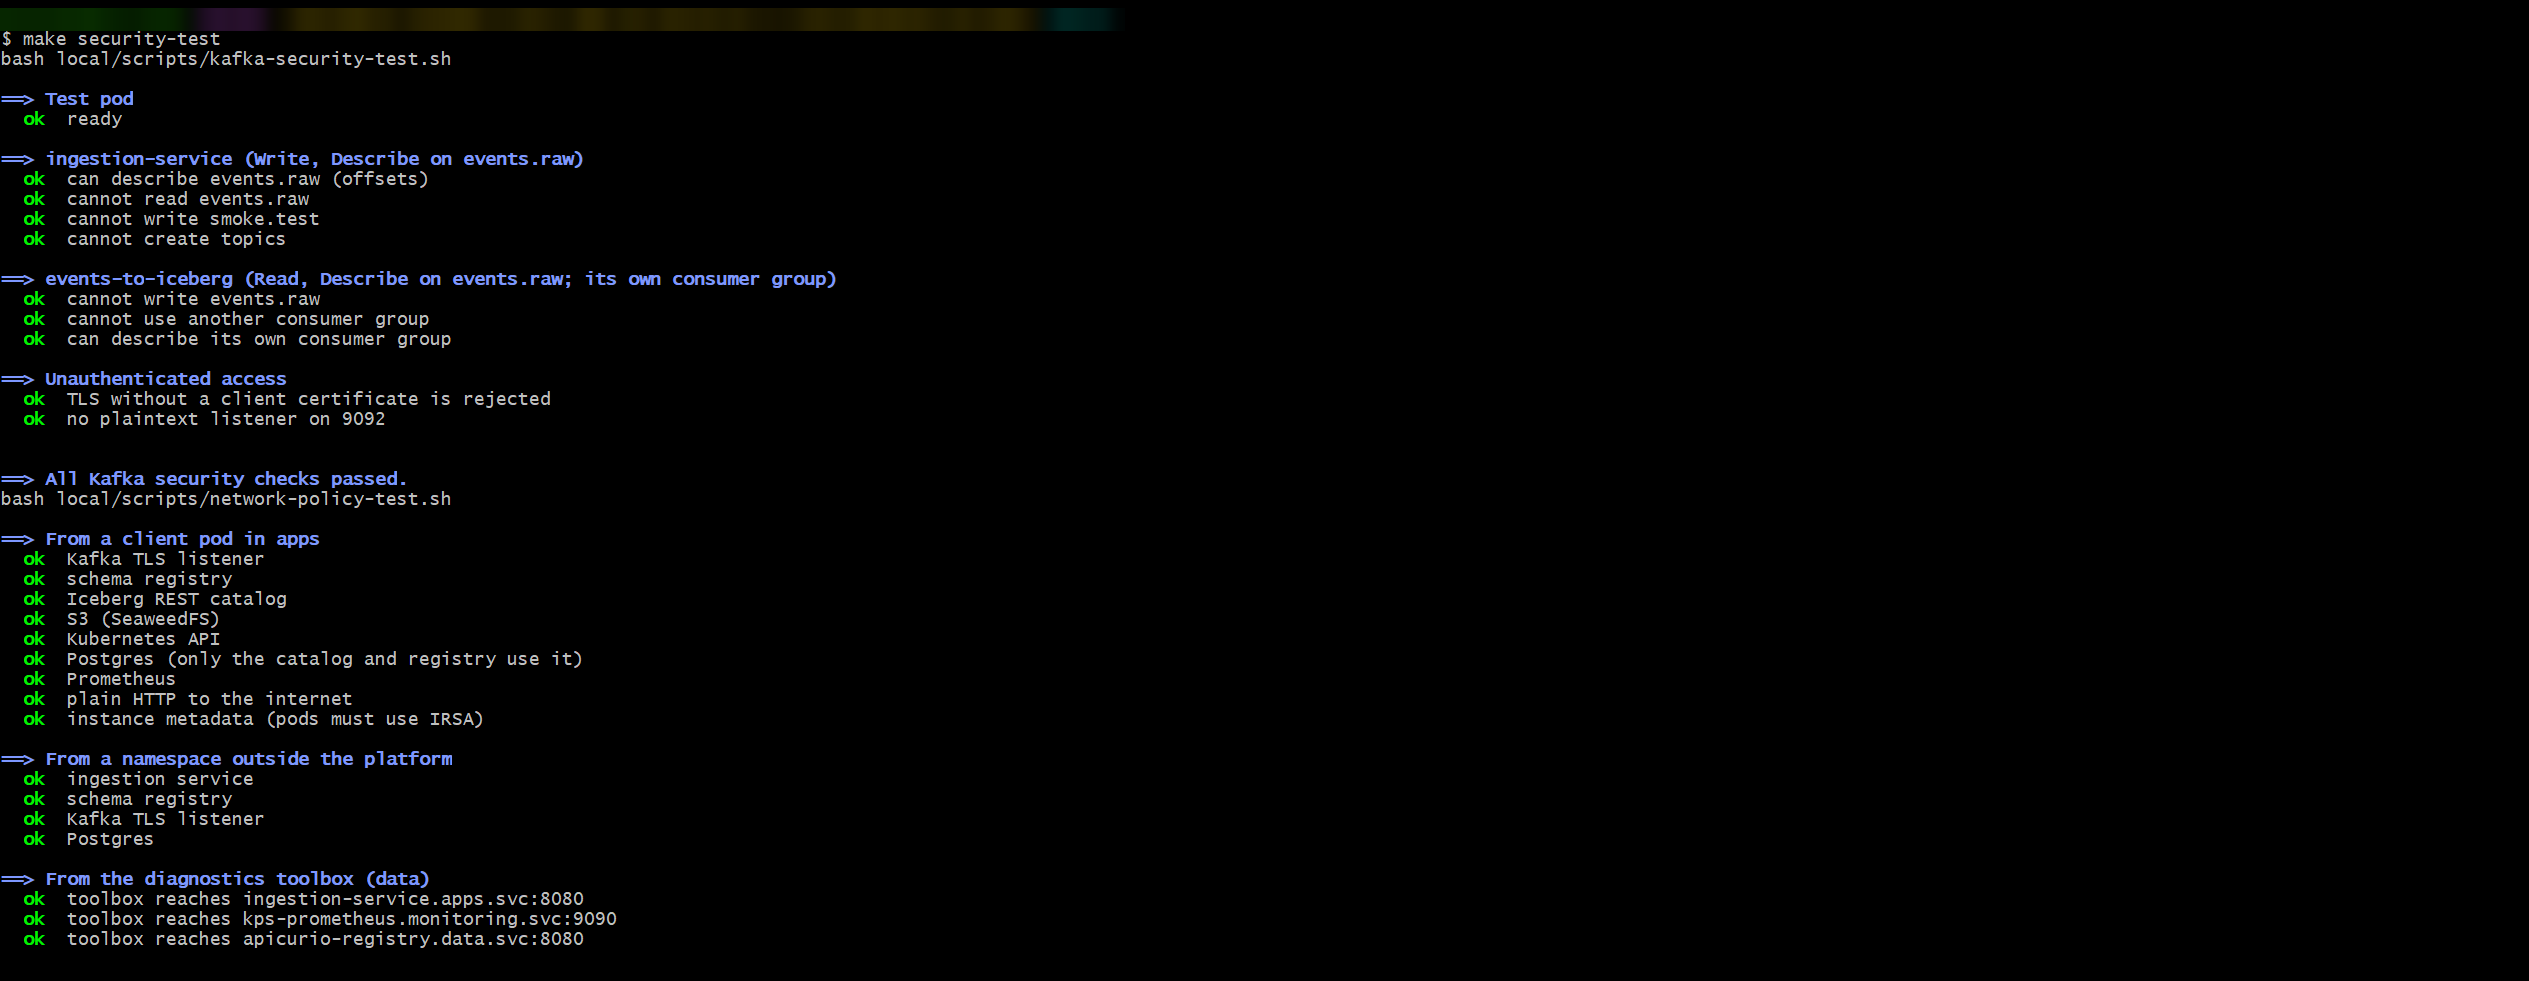 $ make security-test
bash local/scripts/kafka-security-test.sh
==> Test pod
ok ready
==> ingestion-service (Write, Describe on events.raw)
ok can describe events.raw (offsets)
ok cannot read events.raw
ok cannot write smoke.test
ok cannot create topics
==> events-to-iceberg (Read, Describe on events.raw; its own consumer group)
ok cannot write events.raw
ok cannot use another consumer group
ok can describe its own consumer group
==> Unauthenticated access
ok TLS without a client certificate is rejected
ok no plaintext listener on 9092
==> All Kafka security checks passed.
bash local/scripts/network-policy-test.sh
==> From a client pod in apps
ok Kafka TLS listener
ok schema registry
ok Iceberg REST catalog
ok S3 (SeaweedFS)
ok Kubernetes API
ok Postgres (only the catalog and registry use it)
ok Prometheus
ok plain HTTP to the internet
ok instance metadata (pods must use IRSA)
==> From a namespace outside the platform
ok ingestion service
ok schema registry
ok Kafka TLS listener
ok Postgres
==> From the diagnostics toolbox (data)
ok toolbox reaches ingestion-service.apps.svc:8080
ok toolbox reaches kps-prometheus.monitoring.svc:9090
ok toolbox reaches apicurio-registry.data.svc:8080